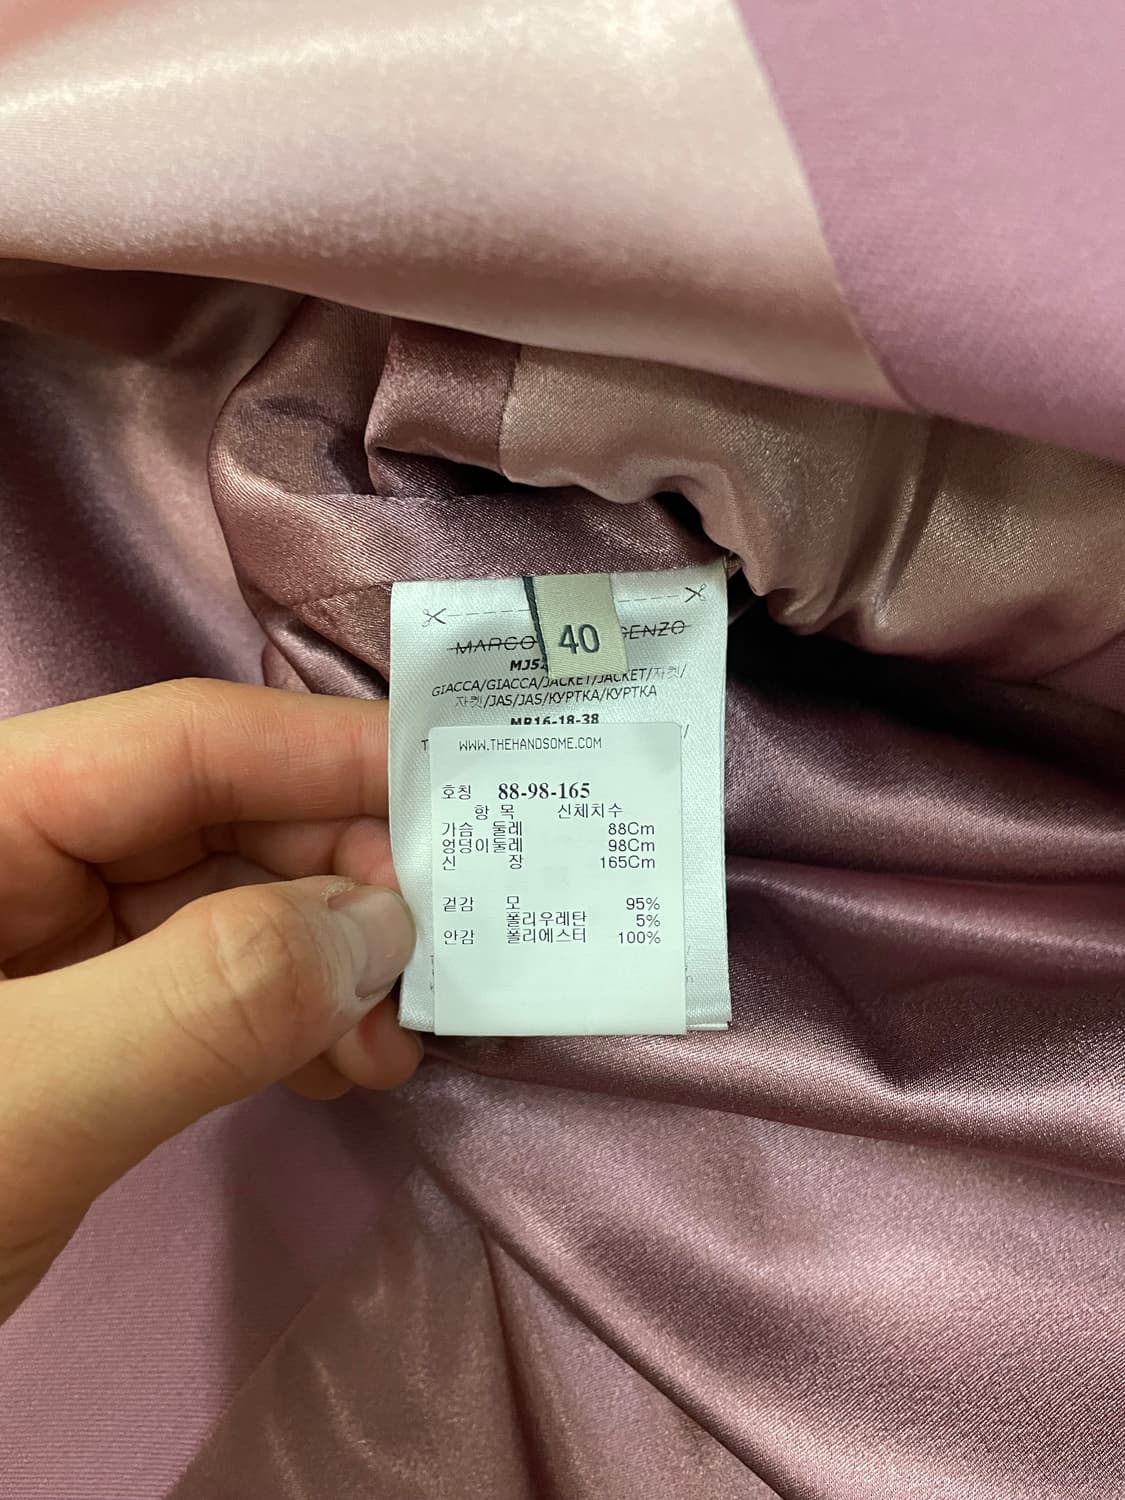 40
MARCO ENZO
MJ5
GIACCA/GIACCA/JACKET/JACKET/자켓/
자켓/JAS/JAS/КУРТКА/КУРТКА
MR16-18-38
WWW.THEHANDSOME.COM
호칭 88-98-165
항 목 신체치수
가슴 둘레 88Cm
엉덩이둘레 98Cm
신 장 165Cm
겉감 모 95%
폴리우레탄 5%
안감 폴리에스터 100%